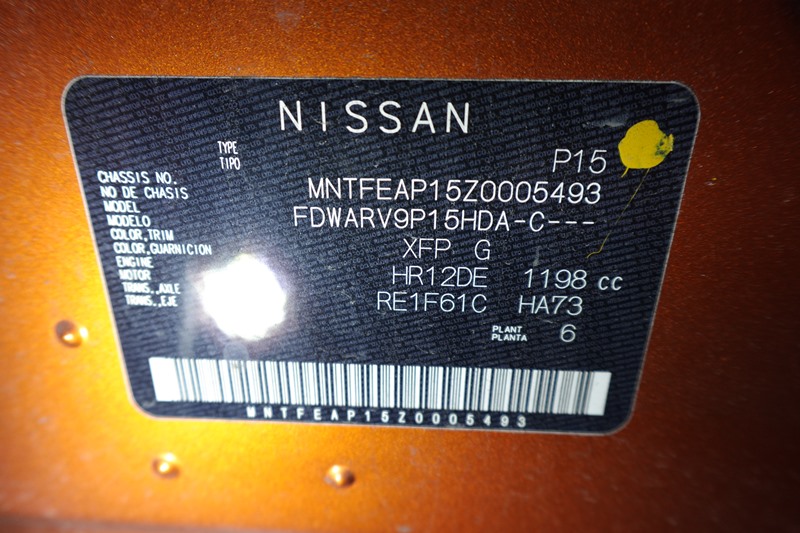 NISSAN
TYPE
TIPO
P15
CHASSIS NO.
NO DE CHASIS
MNTFEAP15Z0005493
MODEL
MODELO
FDWARV9P15HDA-C---
COLOR,TRIM
COLOR,GUARNICION
XFP G
ENGINE
MOTOR
HR12DE 1198 cc
TRANS.,AXLE
TRANS.,EJE
RE1F61C HA73
PLANT
PLANTA
6
MNTFEAP15Z0005493